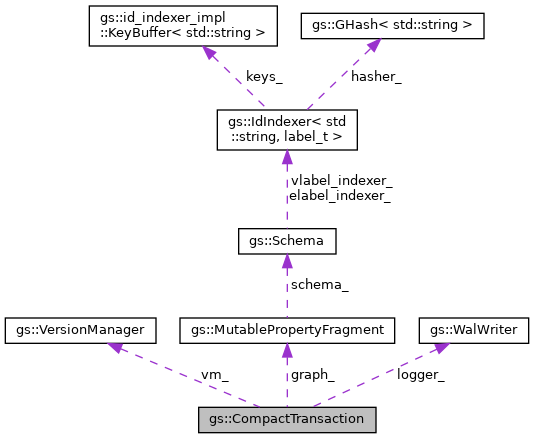 gs::id_indexer_impl
::KeyBuffer< std::string >
gs::GHash< std::string >
keys_
hasher_
gs::IdIndexer< std
::string, label_t >
vlabel_indexer_
elabel_indexer_
gs::Schema
schema_
gs::VersionManager
gs::MutablePropertyFragment
gs::WalWriter
vm_
graph_
logger_
gs::CompactTransaction